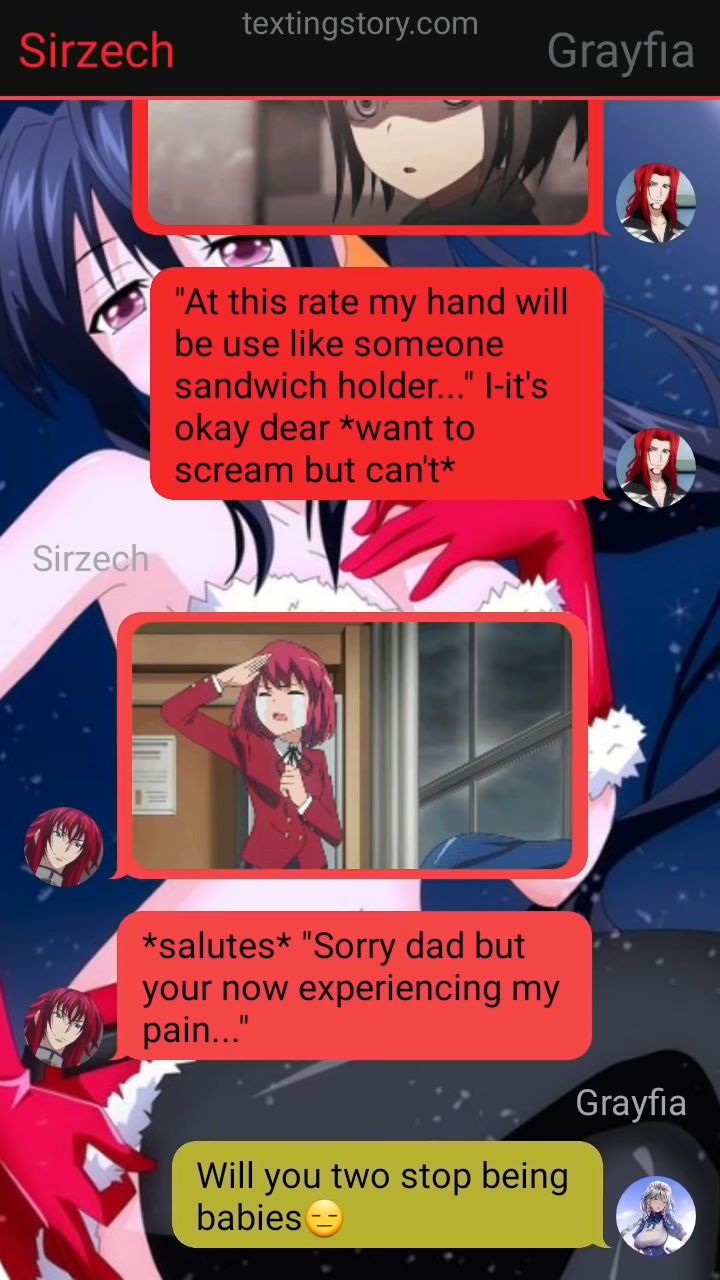 textingstory.com
Sirzech
Grayfia
"At this rate my hand will
be use like someone
sandwich holder..." I-it's
okay dear *want to
scream but can't*
Sirzech
*salutes* "Sorry dad but
your now experiencing my
pain..."
Grayfia
Will you two stop being
babies😑